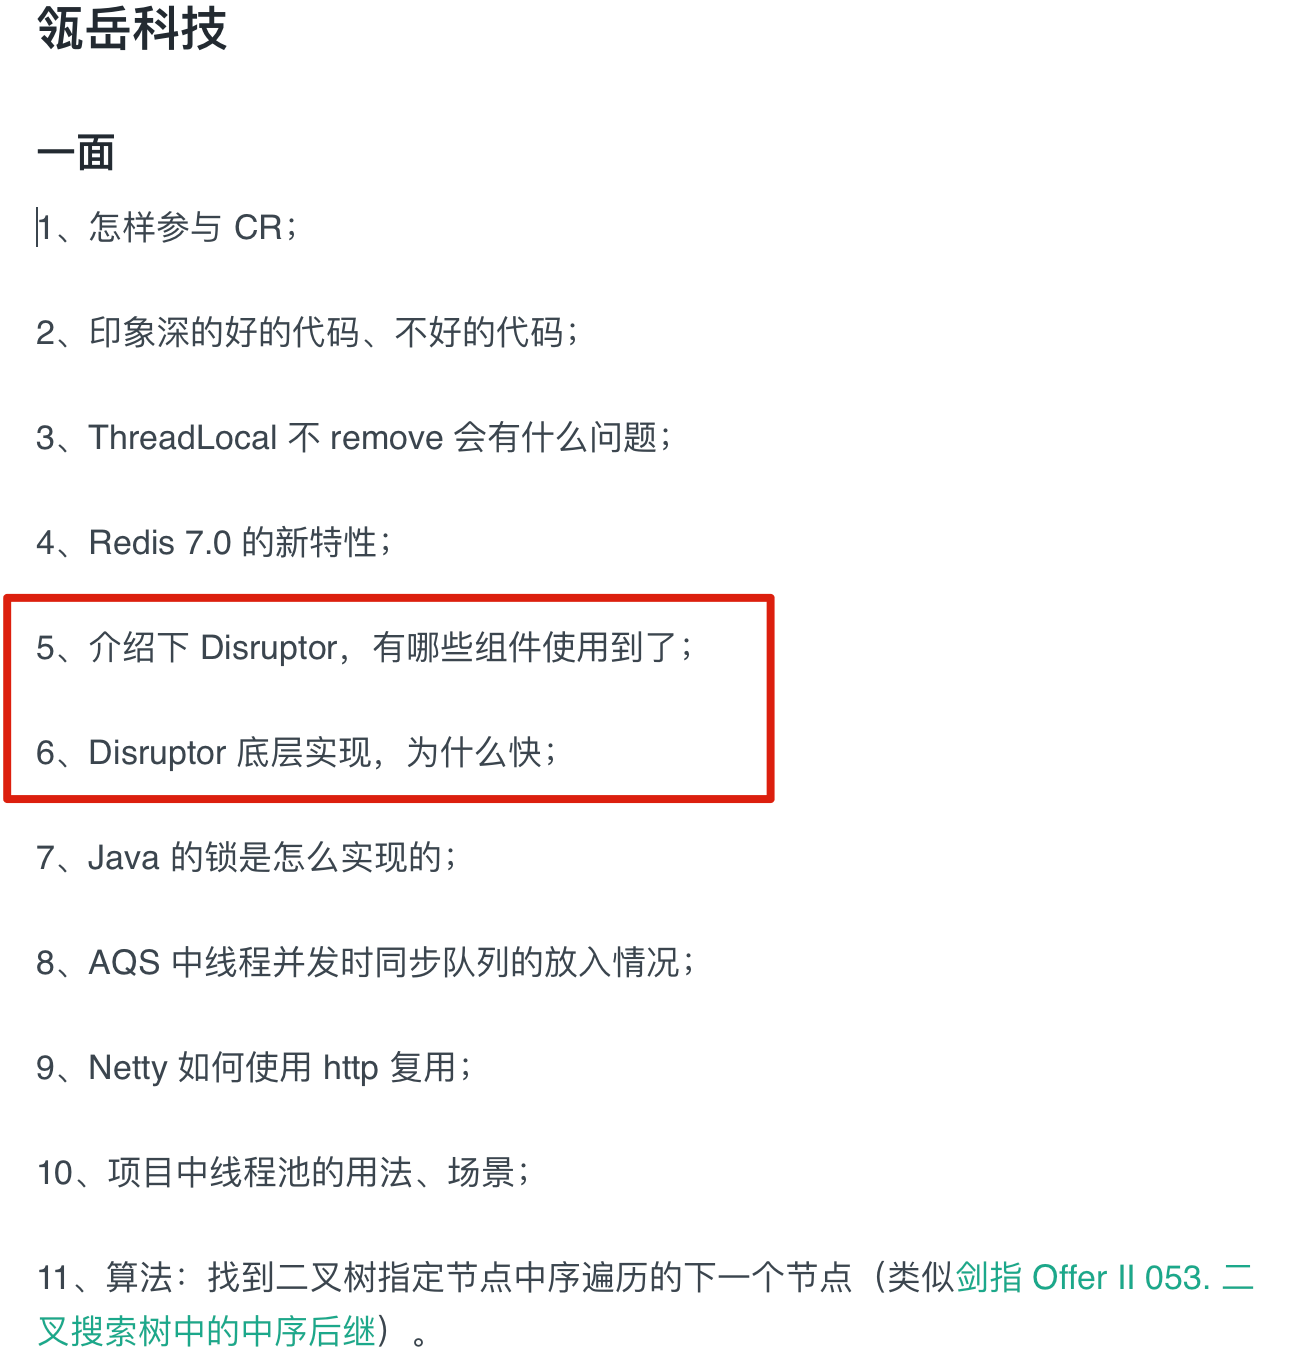 瓴岳科技
一面
1、怎样参与 CR；
2、印象深的好的代码、不好的代码；
3、ThreadLocal 不 remove 会有什么问题；
4、Redis 7.0 的新特性；
5、介绍下 Disruptor，有哪些组件使用到了；
6、Disruptor 底层实现，为什么快；
7、Java 的锁是怎么实现的；
8、AQS 中线程并发时同步队列的放入情况；
9、Netty 如何使用 http 复用；
10、项目中线程池的用法、场景；
11、算法：找到二叉树指定节点中序遍历的下一个节点（类似剑指 Offer II 053. 二
叉搜索树中的中序后继）。